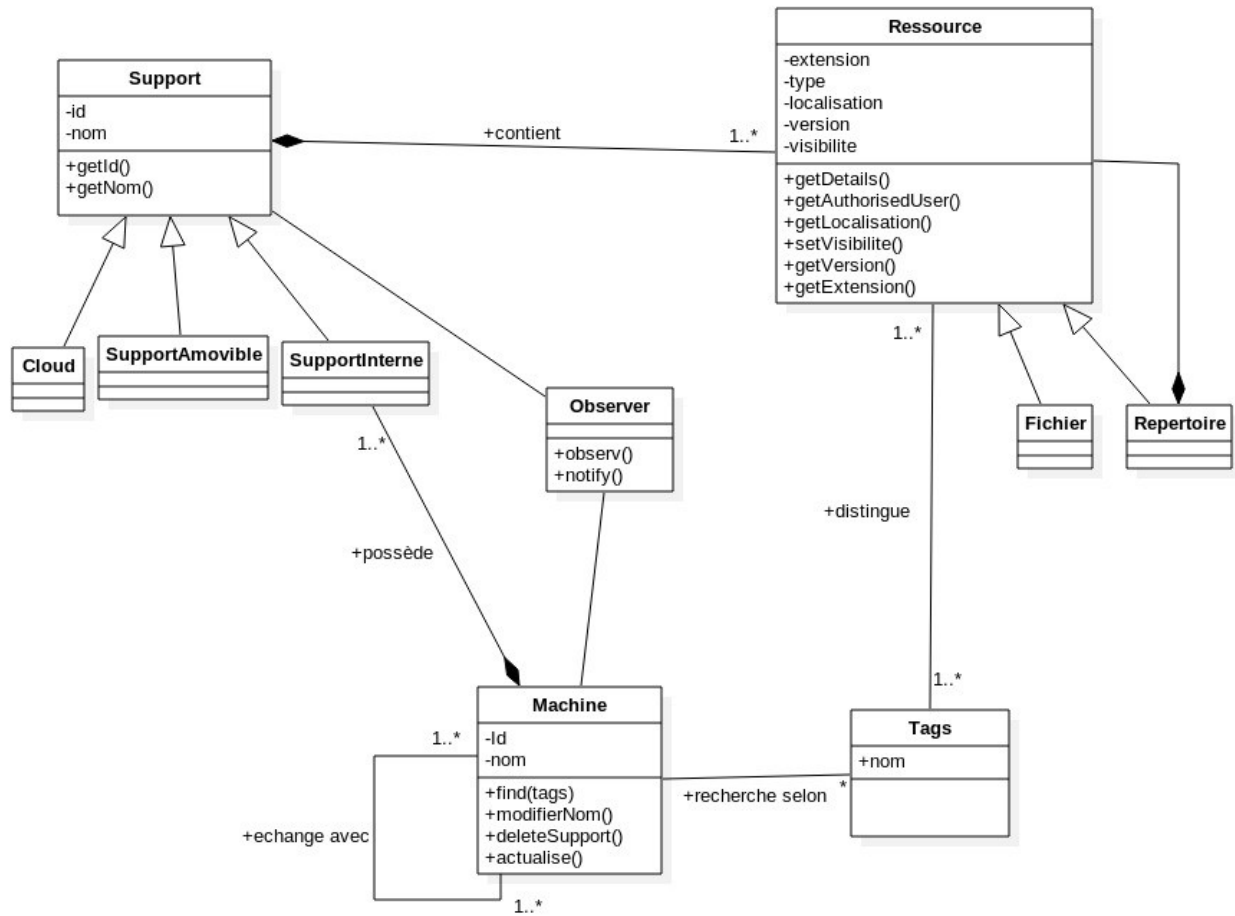 Ressource
-extension
-type
-localisation
-version
-visibilite
+getDetails()
+getAuthorisedUser()
+getLocalisation()
+setVisibilite()
+getVersion()
+getExtension()
Support
-id
-nom
+getId()
+getNom()
+contient
1..*
Cloud
SupportAmovible
SupportInterne
1..*
Observer
+observ()
+notify()
1..*
Fichier
Repertoire
+distingue
+possède
1..*
Machine
-Id
-nom
+find(tags)
+modifierNom()
+deleteSupport()
+actualise()
1..*
+echange avec
1..*
+recherche selon
*
Tags
+nom